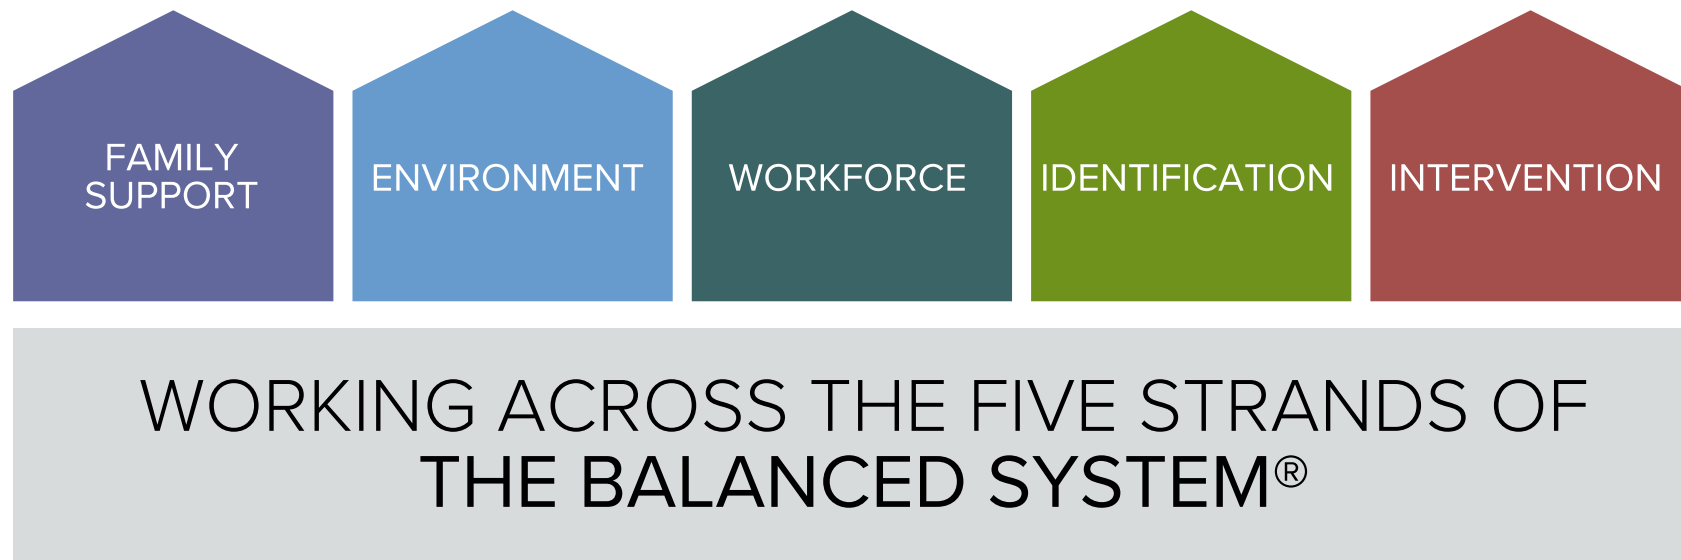 FAMILY
SUPPORT
ENVIRONMENT
WORKFORCE
IDENTIFICATION
INTERVENTION
WORKING ACROSS THE FIVE STRANDS OF
THE BALANCED SYSTEM®